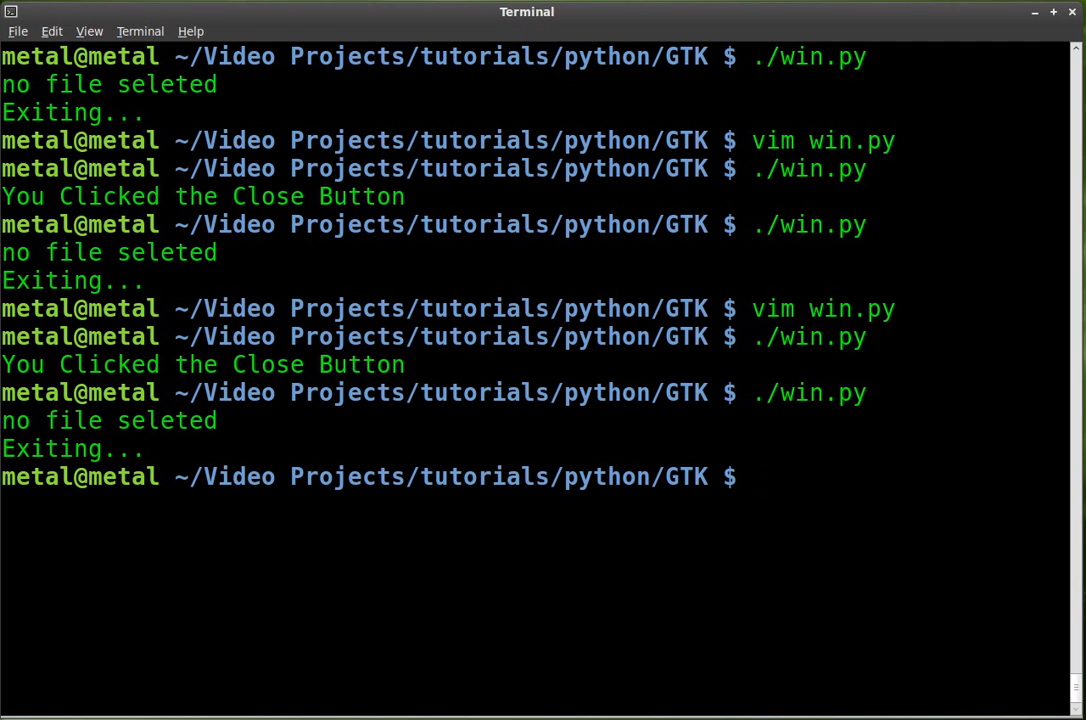 Terminal
File Edit View Terminal Help
metal@metal ~/Video Projects/tutorials/python/GTK $ ./win.py
no file seleted
Exiting...
metal@metal ~/Video Projects/tutorials/python/GTK $ vim win.py
metal@metal ~/Video Projects/tutorials/python/GTK $ ./win.py
You Clicked the Close Button
metal@metal ~/Video Projects/tutorials/python/GTK $ ./win.py
no file seleted
Exiting...
metal@metal ~/Video Projects/tutorials/python/GTK $ vim win.py
metal@metal ~/Video Projects/tutorials/python/GTK $ ./win.py
You Clicked the Close Button
metal@metal ~/Video Projects/tutorials/python/GTK $ ./win.py
no file seleted
Exiting...
metal@metal ~/Video Projects/tutorials/python/GTK $